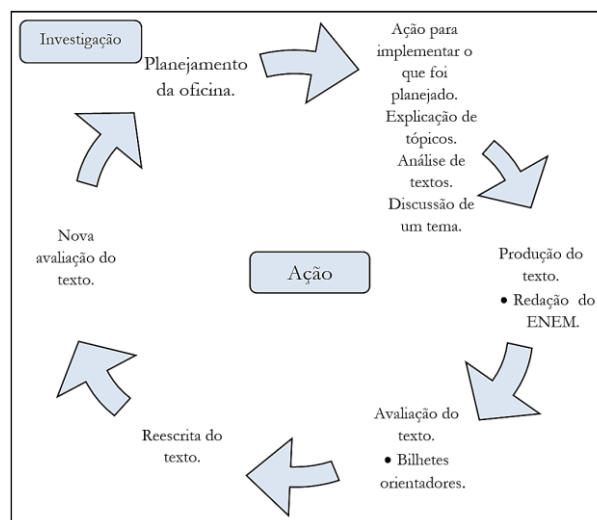 Investigação
Planejamento
da oficina.
Ação para
implementar o
que foi
planejado.
Explicação de
tópicos.
Análise de
textos.
Discussão de
um tema.
Produção do
texto.
• Redação do
ENEM.
Avaliação do
texto.
• Bilhetes
orientadores.
Reescrita do
texto.
Nova
avaliação do
texto.
Ação